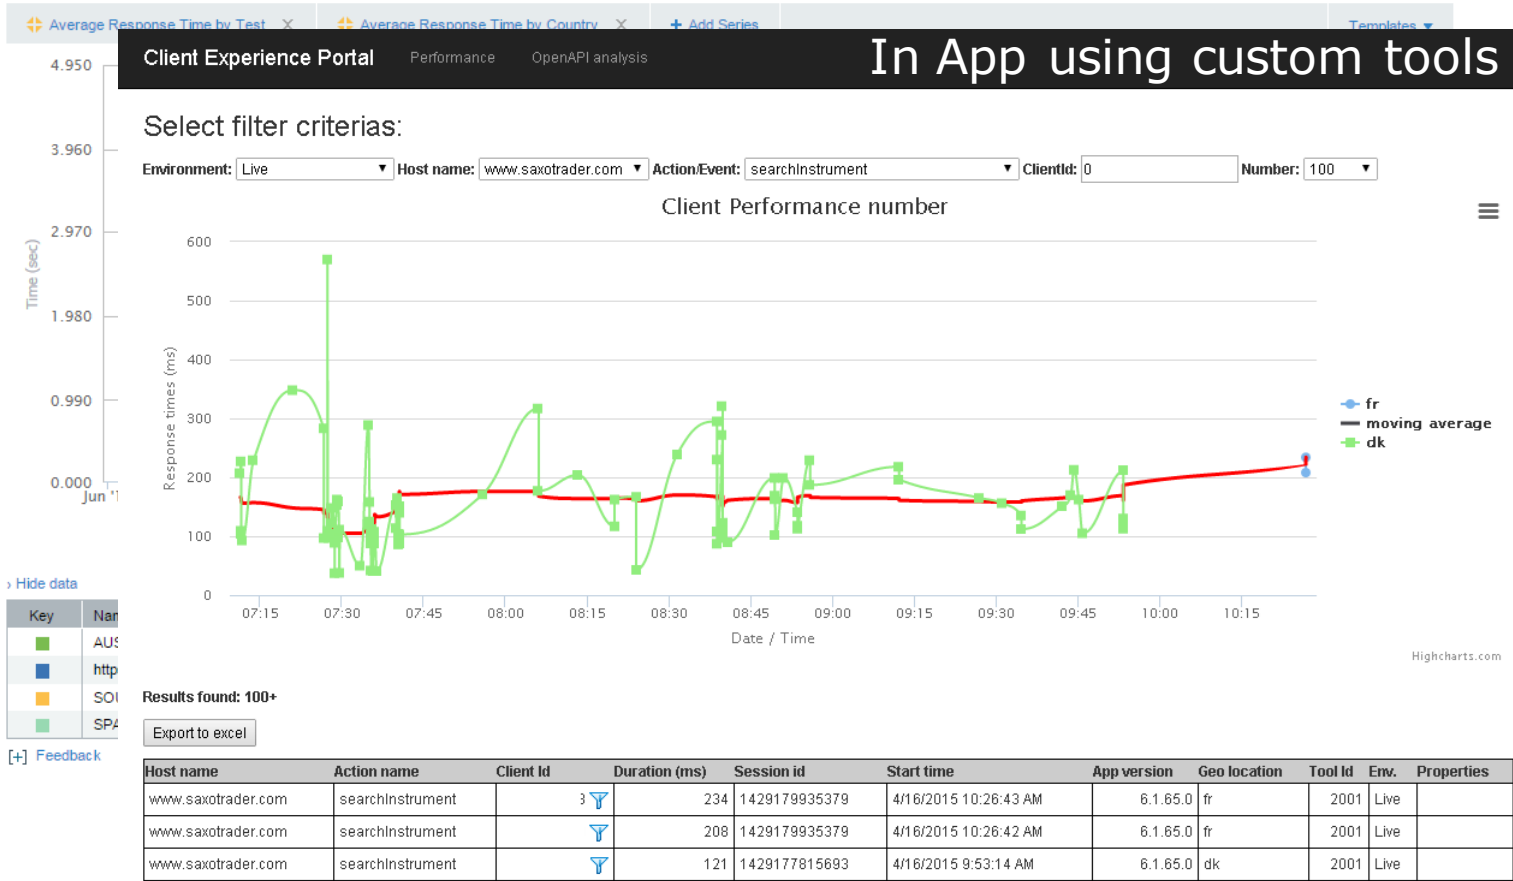 Average Response Time by Test X
Average Response Time by Country X
+ Add Series
Templates ▼
Client Experience Portal Performance OpenAPI analysis In App using custom tools
4.950
3.960
2.970
1.980
0.990
0.000
Time (sec)
Jun
Select filter criterias:
Environment: Live Host name: www.saxotrader.com Action/Event: searchInstrument ClientId: 0 Number: 100
Client Performance number
600
500
400
300
200
100
0
Response times (ms)
07:15 07:30 07:45 08:00 08:15 08:30 08:45 09:00 09:15 09:30 09:45 10:00 10:15
Date / Time
fr
moving average
dk
Highcharts.com
› Hide data
Key
AUS
http
SPA
[+] Feedback
Results found: 100+
Export to excel
Host name Action name Client Id Duration (ms) Session id Start time App version Geo location Tool Id Env. Properties
www.saxotrader.com searchInstrument 234 1429179935379 4/16/2015 10:26:43 AM 6.1.65.0 fr 2001 Live
www.saxotrader.com searchInstrument 208 1429179935379 4/16/2015 10:26:42 AM 6.1.65.0 fr 2001 Live
www.saxotrader.com searchInstrument 121 1429177815693 4/16/2015 9:53:14 AM 6.1.65.0 dk 2001 Live